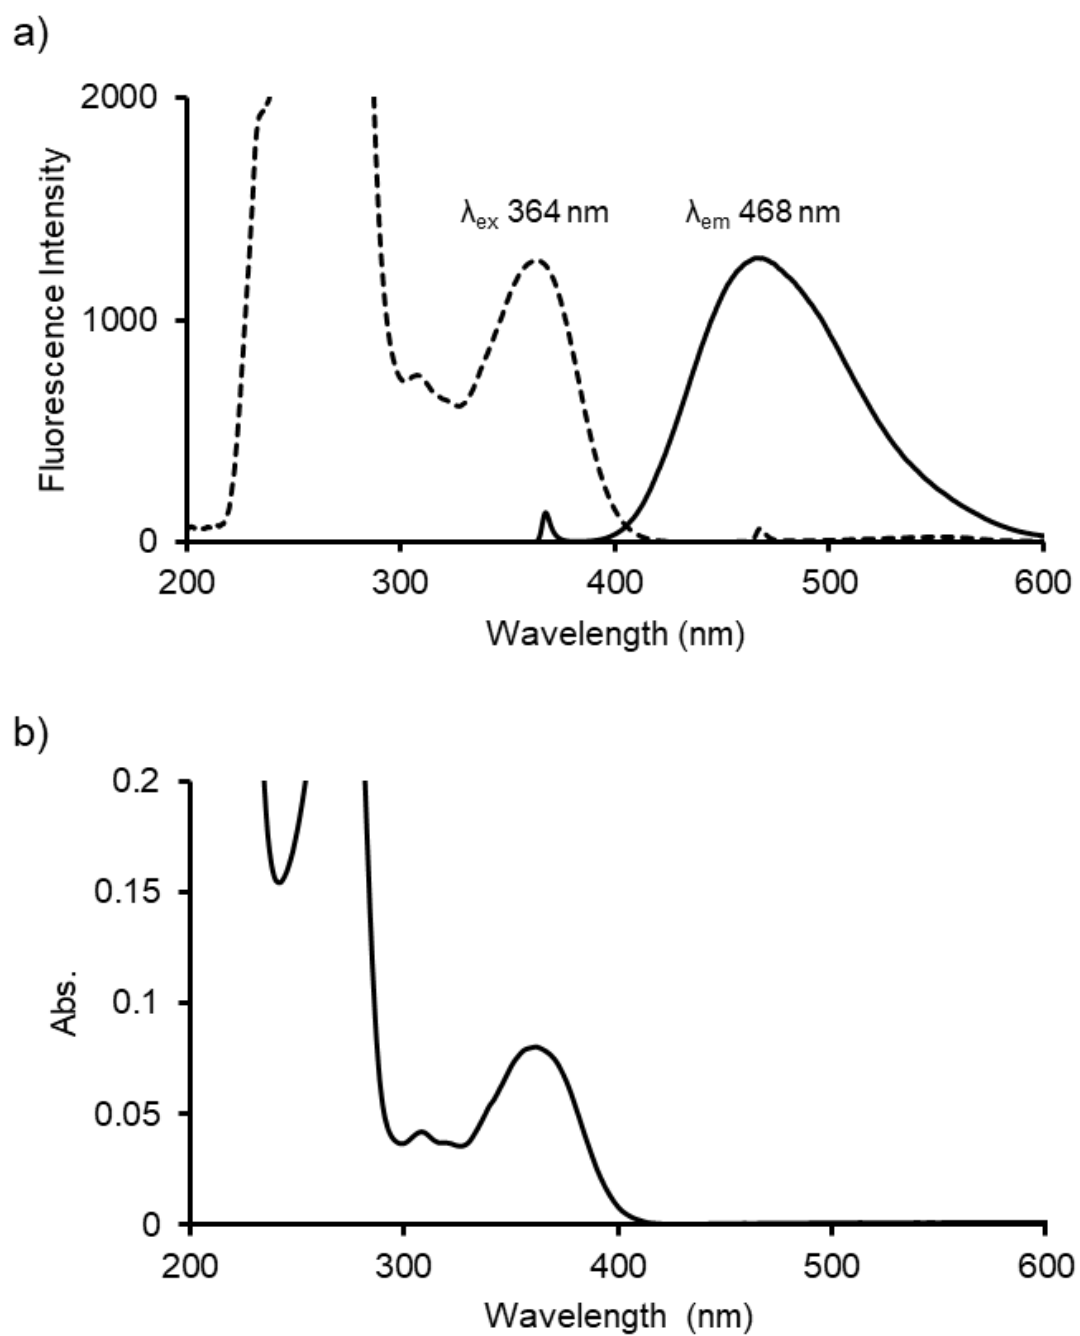 a)
2000
1000
0
Fluorescence Intensity
λex 364 nm
λem 468 nm
200 300 400 500 600
Wavelength (nm)
b)
0.2
0.15
0.1
0.05
0
Abs.
200 300 400 500 600
Wavelength (nm)